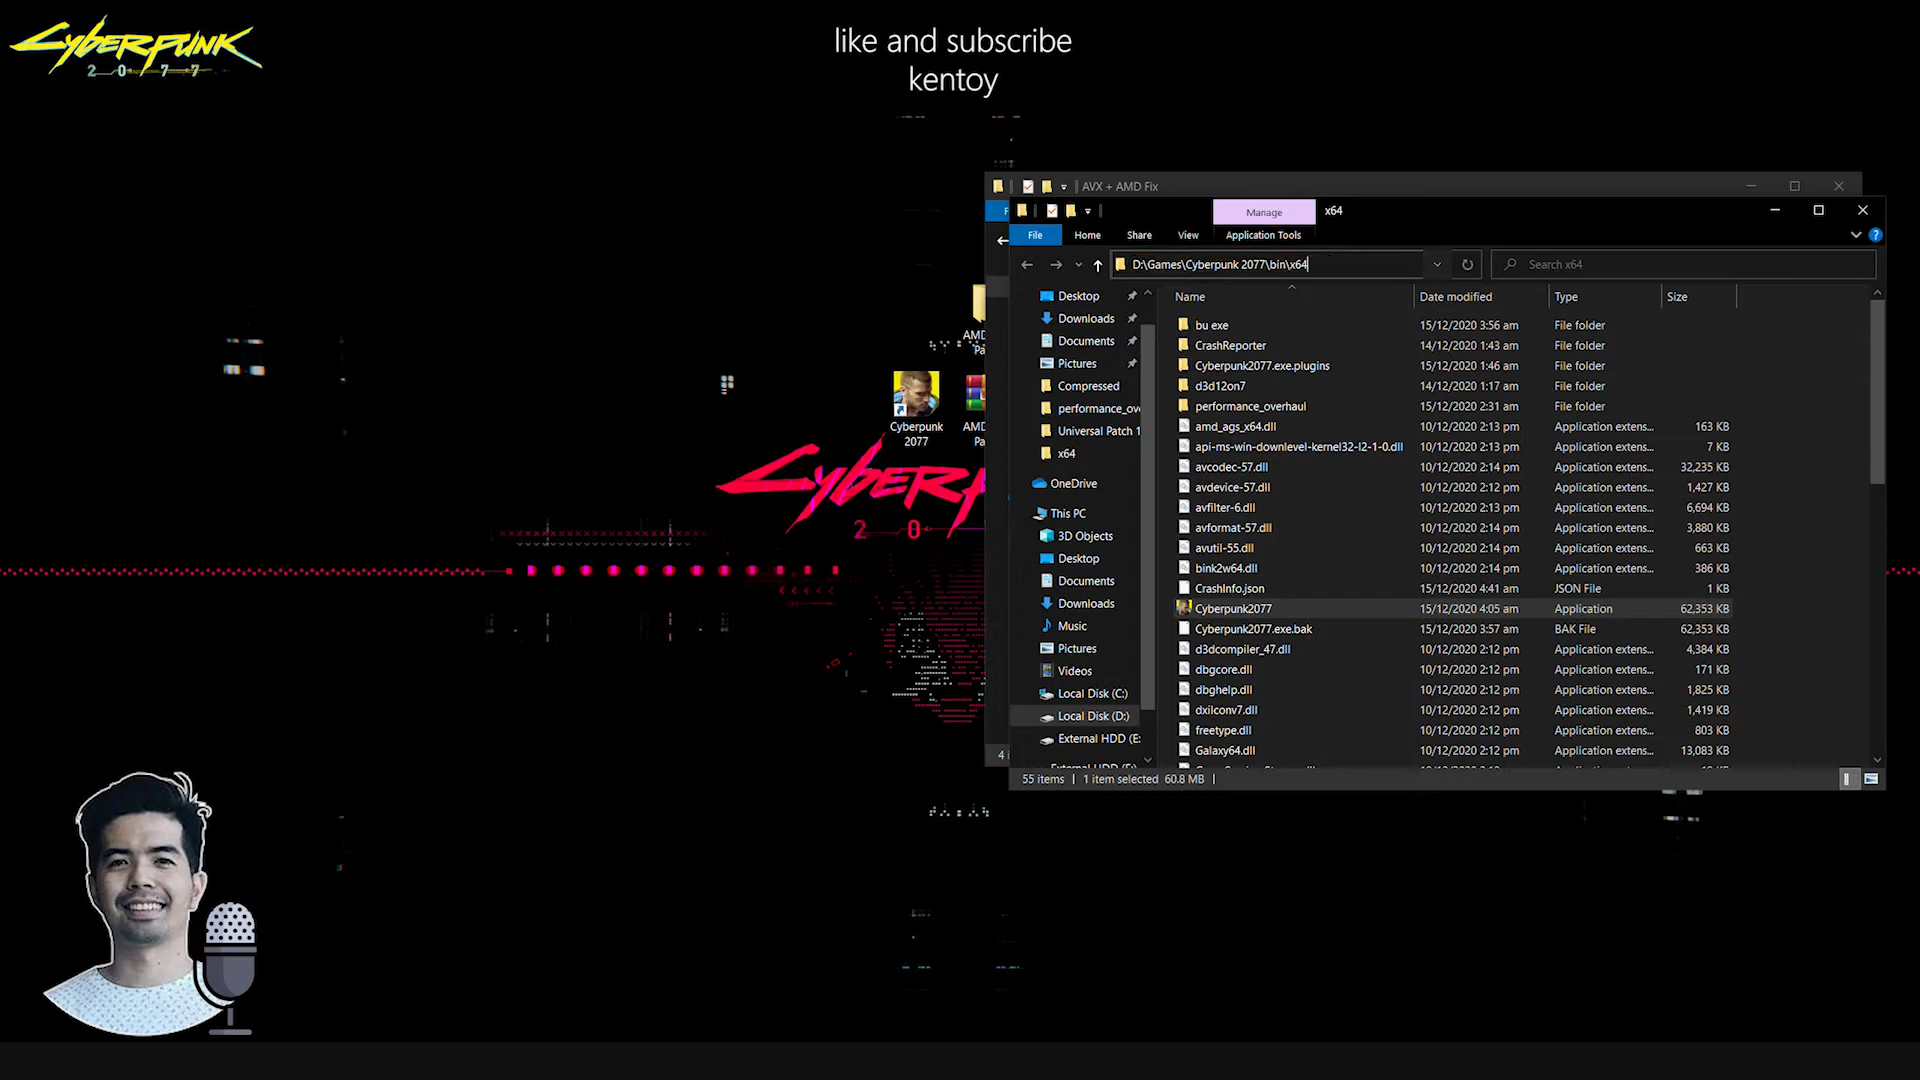 CYBERPUNK
2077
like and subscribe
kentoy
AVX + AMD Fix
Manage
x64
File
Home
Share
View
Application Tools
D:\Games\Cyberpunk 2077\bin\x64
Search x64
Name
Date modified
Type
Size
Desktop
Downloads
Documents
Pictures
Compressed
performance_ov
Universal Patch 1
x64
OneDrive
This PC
3D Objects
Desktop
Documents
Downloads
Music
Pictures
Videos
Local Disk (C:)
Local Disk (D:)
External HDD (E:
bu exe 15/12/2020 3:56 am File folder
CrashReporter 14/12/2020 1:43 am File folder
Cyberpunk2077.exe.plugins 15/12/2020 1:46 am File folder
d3d12on7 14/12/2020 1:17 am File folder
performance_overhaul 15/12/2020 2:31 am File folder
amd_ags_x64.dll 10/12/2020 2:13 pm Application extens... 163 KB
api-ms-win-downlevel-kernel32-l2-1-0.dll 10/12/2020 2:13 pm Application extens... 7 KB
avcodec-57.dll 10/12/2020 2:14 pm Application extens... 32,235 KB
avdevice-57.dll 10/12/2020 2:12 pm Application extens... 1,427 KB
avfilter-6.dll 10/12/2020 2:13 pm Application extens... 6,694 KB
avformat-57.dll 10/12/2020 2:14 pm Application extens... 3,880 KB
avutil-55.dll 10/12/2020 2:14 pm Application extens... 663 KB
bink2w64.dll 10/12/2020 2:14 pm Application extens... 386 KB
CrashInfo.json 15/12/2020 4:41 am JSON File 1 KB
Cyberpunk2077 15/12/2020 4:05 am Application 62,353 KB
Cyberpunk2077.exe.bak 15/12/2020 3:57 am BAK File 62,353 KB
d3dcompiler_47.dll 10/12/2020 2:12 pm Application extens... 4,384 KB
dbgcore.dll 10/12/2020 2:12 pm Application extens... 171 KB
dbghelp.dll 10/12/2020 2:12 pm Application extens... 1,825 KB
dxilconv7.dll 10/12/2020 2:12 pm Application extens... 1,419 KB
freetype.dll 10/12/2020 2:12 pm Application extens... 803 KB
Galaxy64.dll 10/12/2020 2:12 pm Application extens... 13,083 KB
55 items
1 item selected 60.8 MB
Cyberpunk
2077
AMD
Pa
AMD
Pa
CYBERP
2 0